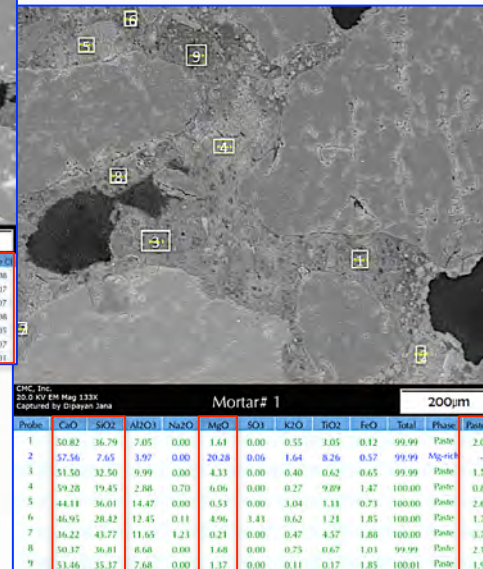 6
5
9
4
8
3
1
7
2
CMC, Inc.
20.0 KV EM Mag 133X
Captured by Dipayan Jana
Mortar# 1
200µm
Probe CaO SiO2 Al2O3 Na2O MgO SO3 K2O TiO2 FeO Total Phase Paste
1 50.82 36.79 7.05 0.00 1.61 0.00 0.55 3.05 0.12 99.99 Paste
2 57.56 7.65 3.97 0.00 20.28 0.06 1.64 8.26 0.57 99.99 Mg-rich
3 51.50 32.50 9.99 0.00 4.33 0.00 0.40 0.62 0.65 99.99 Paste
4 59.28 19.45 2.88 0.70 6.06 0.00 0.27 9.89 1.47 100.00 Paste
5 44.11 36.01 14.47 0.00 0.53 0.00 3.04 1.11 0.73 100.00 Paste
6 46.95 28.42 12.45 0.11 4.96 3.43 0.62 1.21 1.85 100.00 Paste
7 36.22 43.77 11.65 1.23 0.21 0.00 0.47 4.57 1.88 100.00 Paste
8 50.37 36.81 8.68 0.00 1.68 0.00 0.75 0.67 1.03 99.99 Paste
9 53.46 35.37 7.68 0.00 1.37 0.00 0.11 0.17 1.85 100.01 Paste